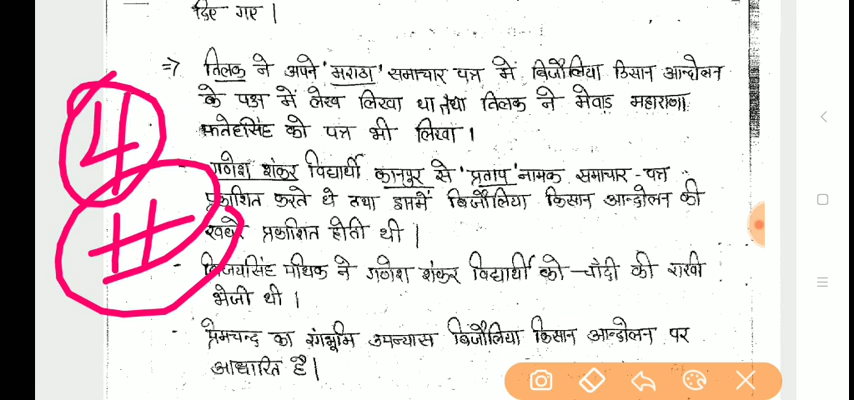 दिए गए |
⇒ तिलक ने अपने 'मराठा' समाचार पत्र में बिजौलिया किसान आन्दोलन
के पक्ष में लेख लिखा था तथा तिलक ने मेवाड़ महाराणा
फतेहसिंह को पत्र भी लिखा।
- गणेश शंकर विद्यार्थी कानपुर से 'प्रताप' नामक समाचार-पत्र
प्रकाशित करते थे तथा इसमें बिजौलिया किसान आन्दोलन की
खबरे प्रकाशित होती थी |
- विजयसिंह पथिक ने गणेश शंकर विद्यार्थी को चाँदी की राखी
भेजी थी ।
- प्रेमचन्द का रंगभूमि उपन्यास बिजौलिया किसान आन्दोलन पर
आधारित है|
4